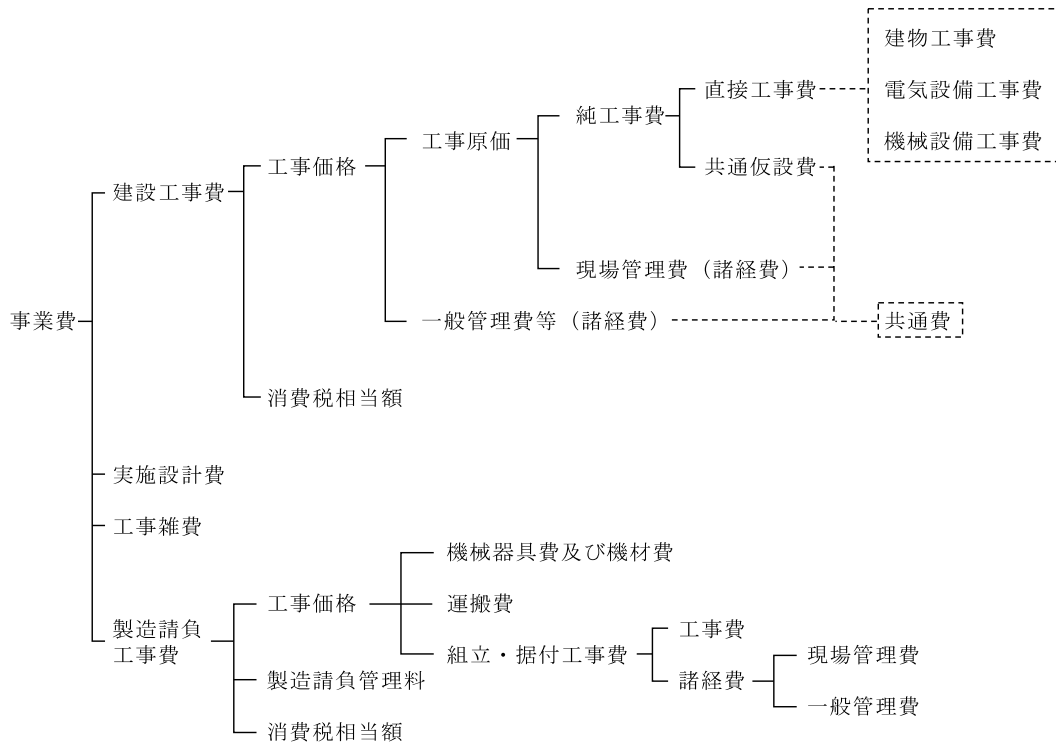 建物工事費
電気設備工事費
機械設備工事費
直接工事費
純工事費
工事原価
共通仮設費
工事価格
建設工事費
現場管理費（諸経費）
事業費
一般管理費等（諸経費）
共通費
消費税相当額
実施設計費
工事雑費
機械器具費及び機材費
工事価格
運搬費
製造請負
工事費
工事費
組立・据付工事費
現場管理費
諸経費
製造請負管理料
一般管理費
消費税相当額